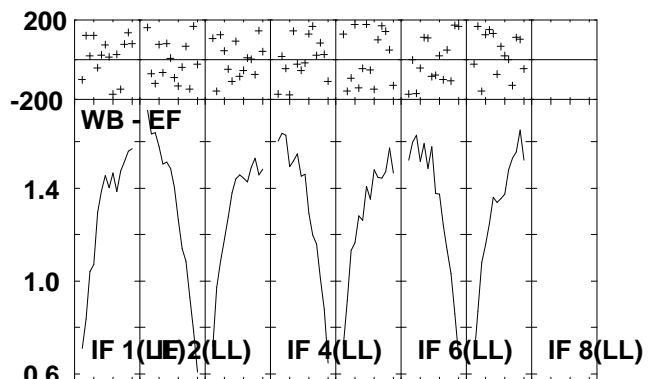 200
-200
WB - EF
1.4
1.0
IF 1(LL) IF 2(LL) IF 4(LL) IF 6(LL) IF 8(LL)
0.6